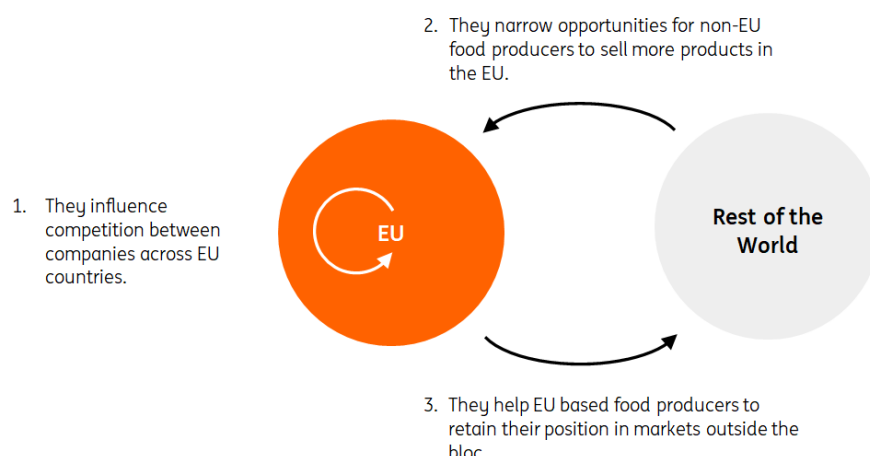 2. They narrow opportunities for non-EU
food producers to sell more products in
the EU.
1. They influence
competition between
companies across EU
countries.
EU
Rest of the
World
3. They help EU based food producers to
retain their position in markets outside the
bloc